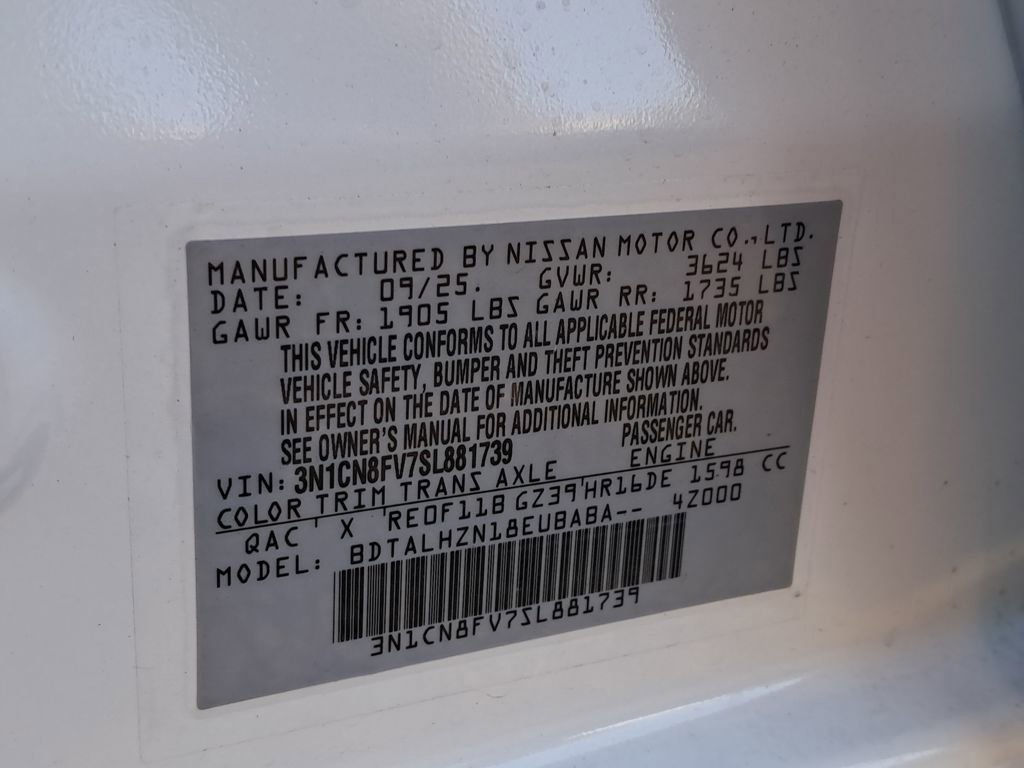 MANUFACTURED BY NISSAN MOTOR CO.,LTD.
DATE: 09/25. GVWR: 3624 LBS
GAWR FR: 1905 LBS GAWR RR: 1735 LBS
THIS VEHICLE CONFORMS TO ALL APPLICABLE FEDERAL MOTOR
VEHICLE SAFETY, BUMPER AND THEFT PREVENTION STANDARDS
IN EFFECT ON THE DATE OF MANUFACTURE SHOWN ABOVE.
SEE OWNER'S MANUAL FOR ADDITIONAL INFORMATION.
VIN: 3N1CN8FV7SL881739 PASSENGER CAR.
COLOR TRIM TRANS AXLE ENGINE
QAC X RE0F11B GZ39 HR16DE 1598 CC
MODEL: BDTALHZN18EUBABA-- 4Z000
3N1CN8FV7SL881739